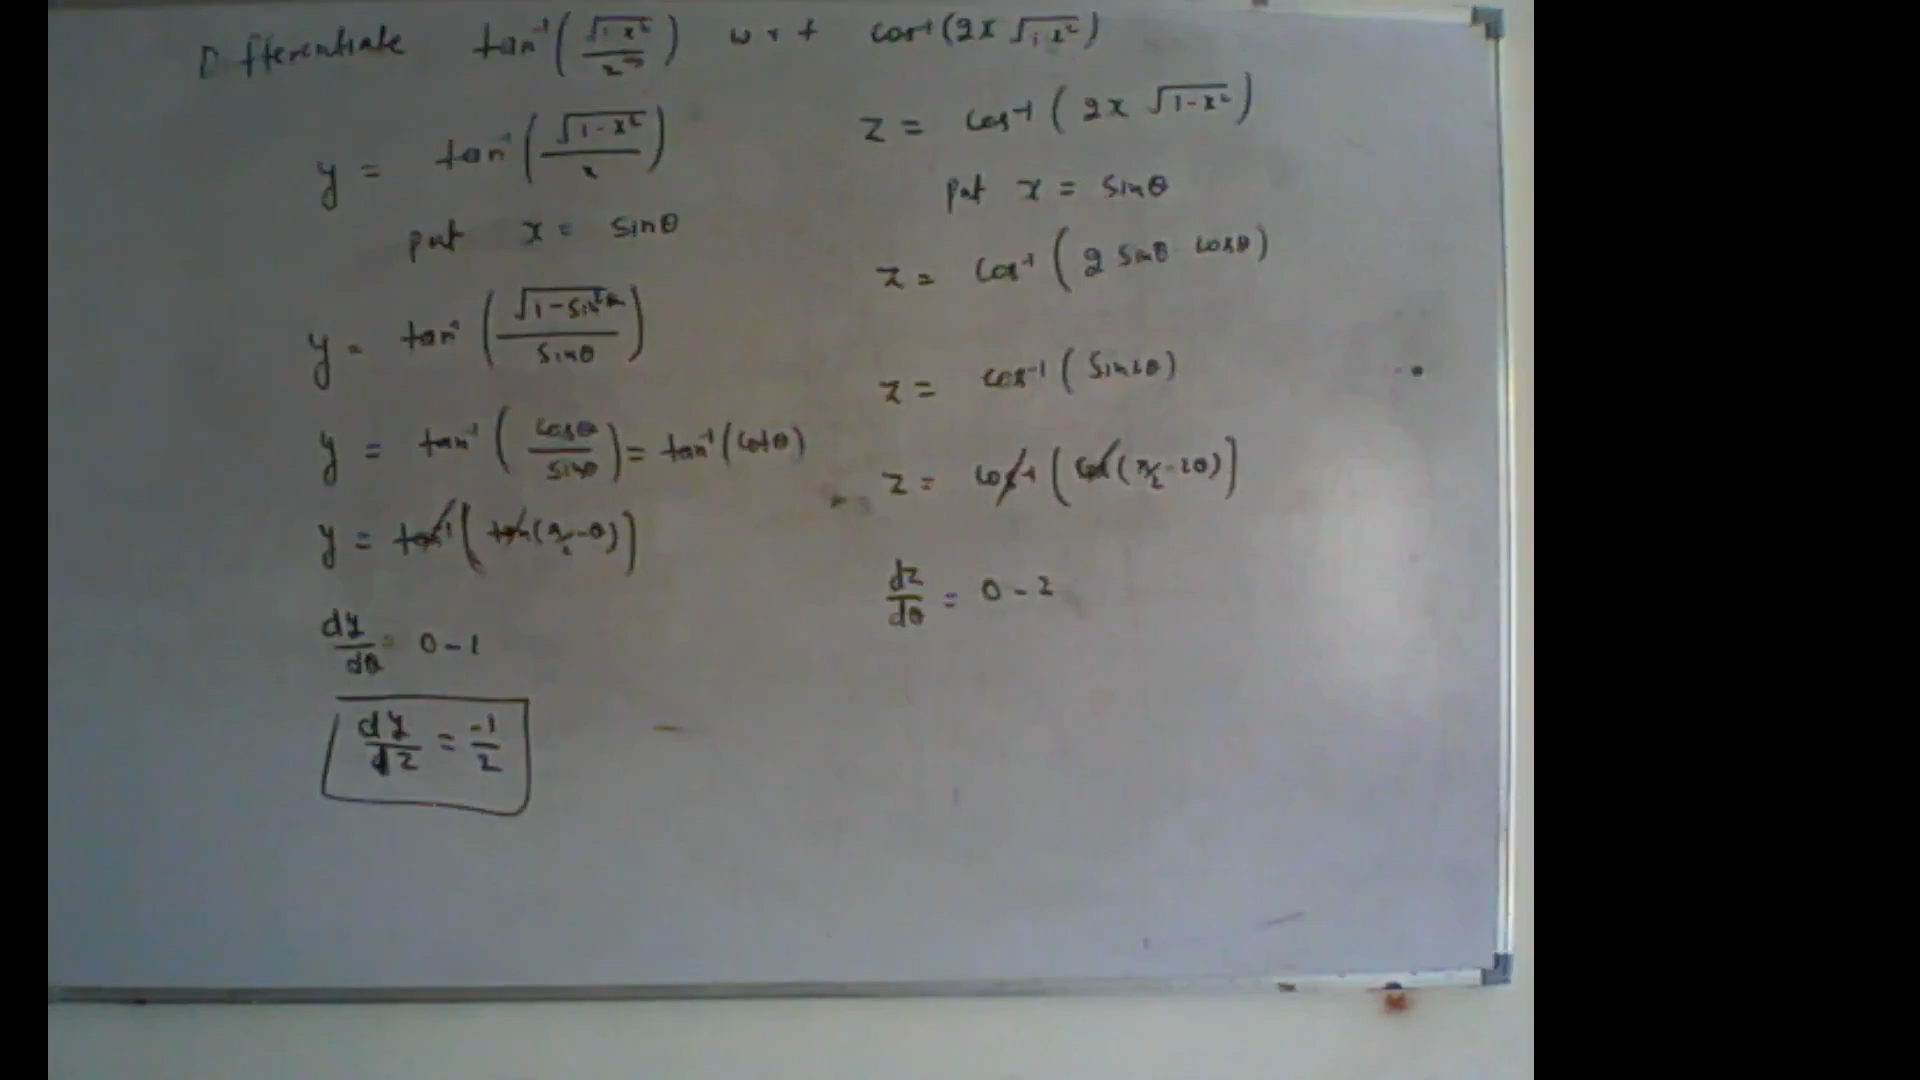 Differentiate tan⁻¹(√1-x² / x) w r t cos⁻¹(2x √1-x²)
y = tan⁻¹(√1-x² / x)
put x = sinθ
y = tan⁻¹(√1-sin²θ / sinθ)
y = tan⁻¹(cosθ / sinθ) = tan⁻¹(cotθ)
y = tan⁻¹(tan(π/2-θ))
dy/dθ = 0-1
dy/dz = -1/2
z = cos⁻¹(2x √1-x²)
put x = sinθ
z = cos⁻¹(2 sinθ cosθ)
z = cos⁻¹(sin2θ)
z = cos⁻¹(cos(π/2-2θ))
dz/dθ = 0-2